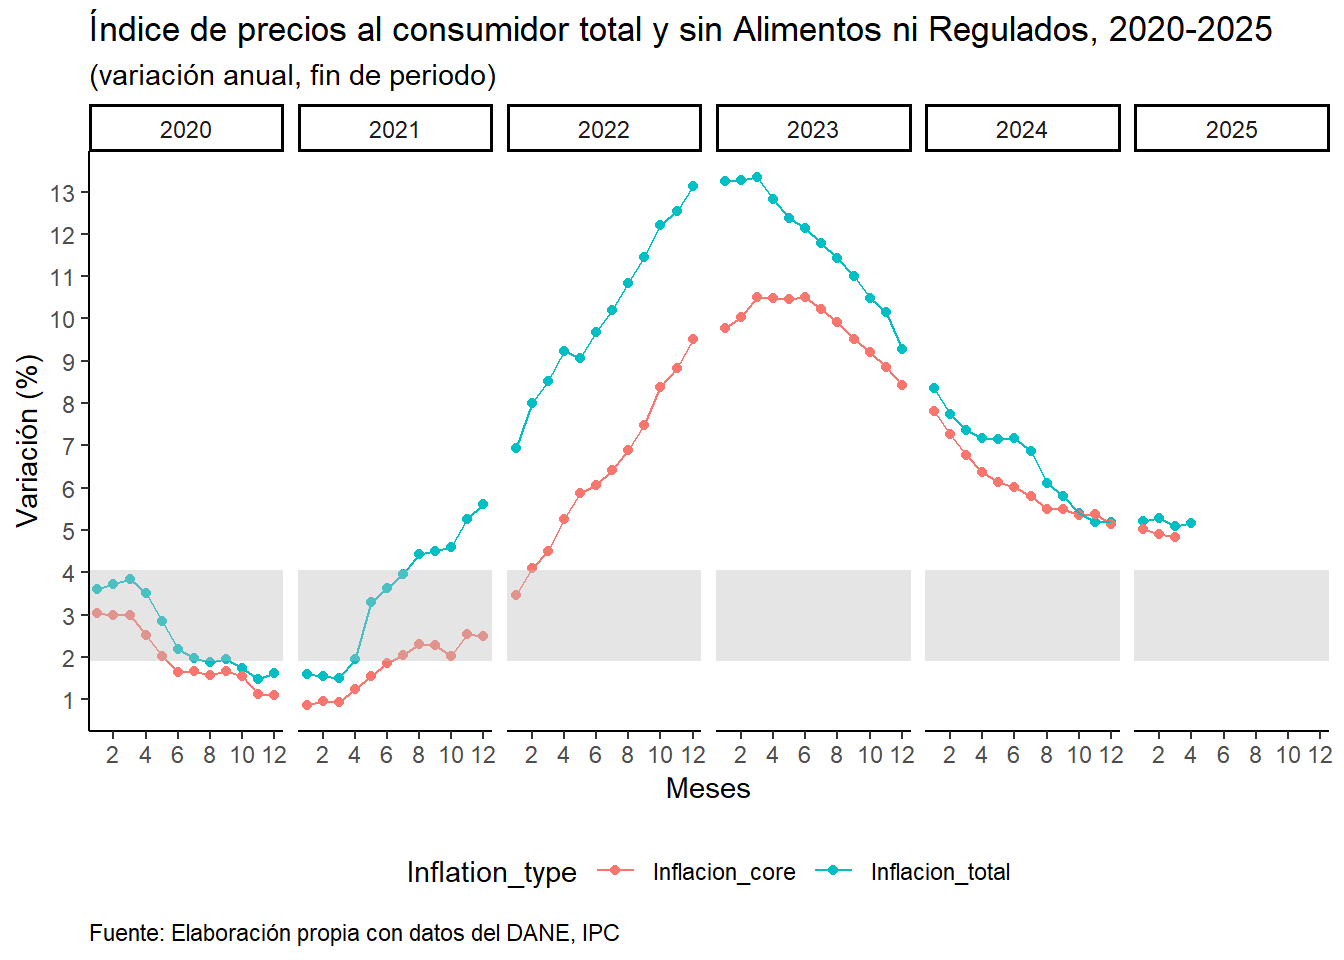 Índice de precios al consumidor total y sin Alimentos ni Regulados, 2020-2025
(variación anual, fin de periodo)
2020 2021 2022 2023 2024 2025
13
12
11
10
9
8
7
6
5
4
3
2
1
Variación (%)
2 4 6 8 10 12 2 4 6 8 10 12 2 4 6 8 10 12 2 4 6 8 10 12 2 4 6 8 10 12 2 4 6 8 10 12
Meses
Inflation_type Inflacion_core Inflacion_total
Fuente: Elaboración propia con datos del DANE, IPC